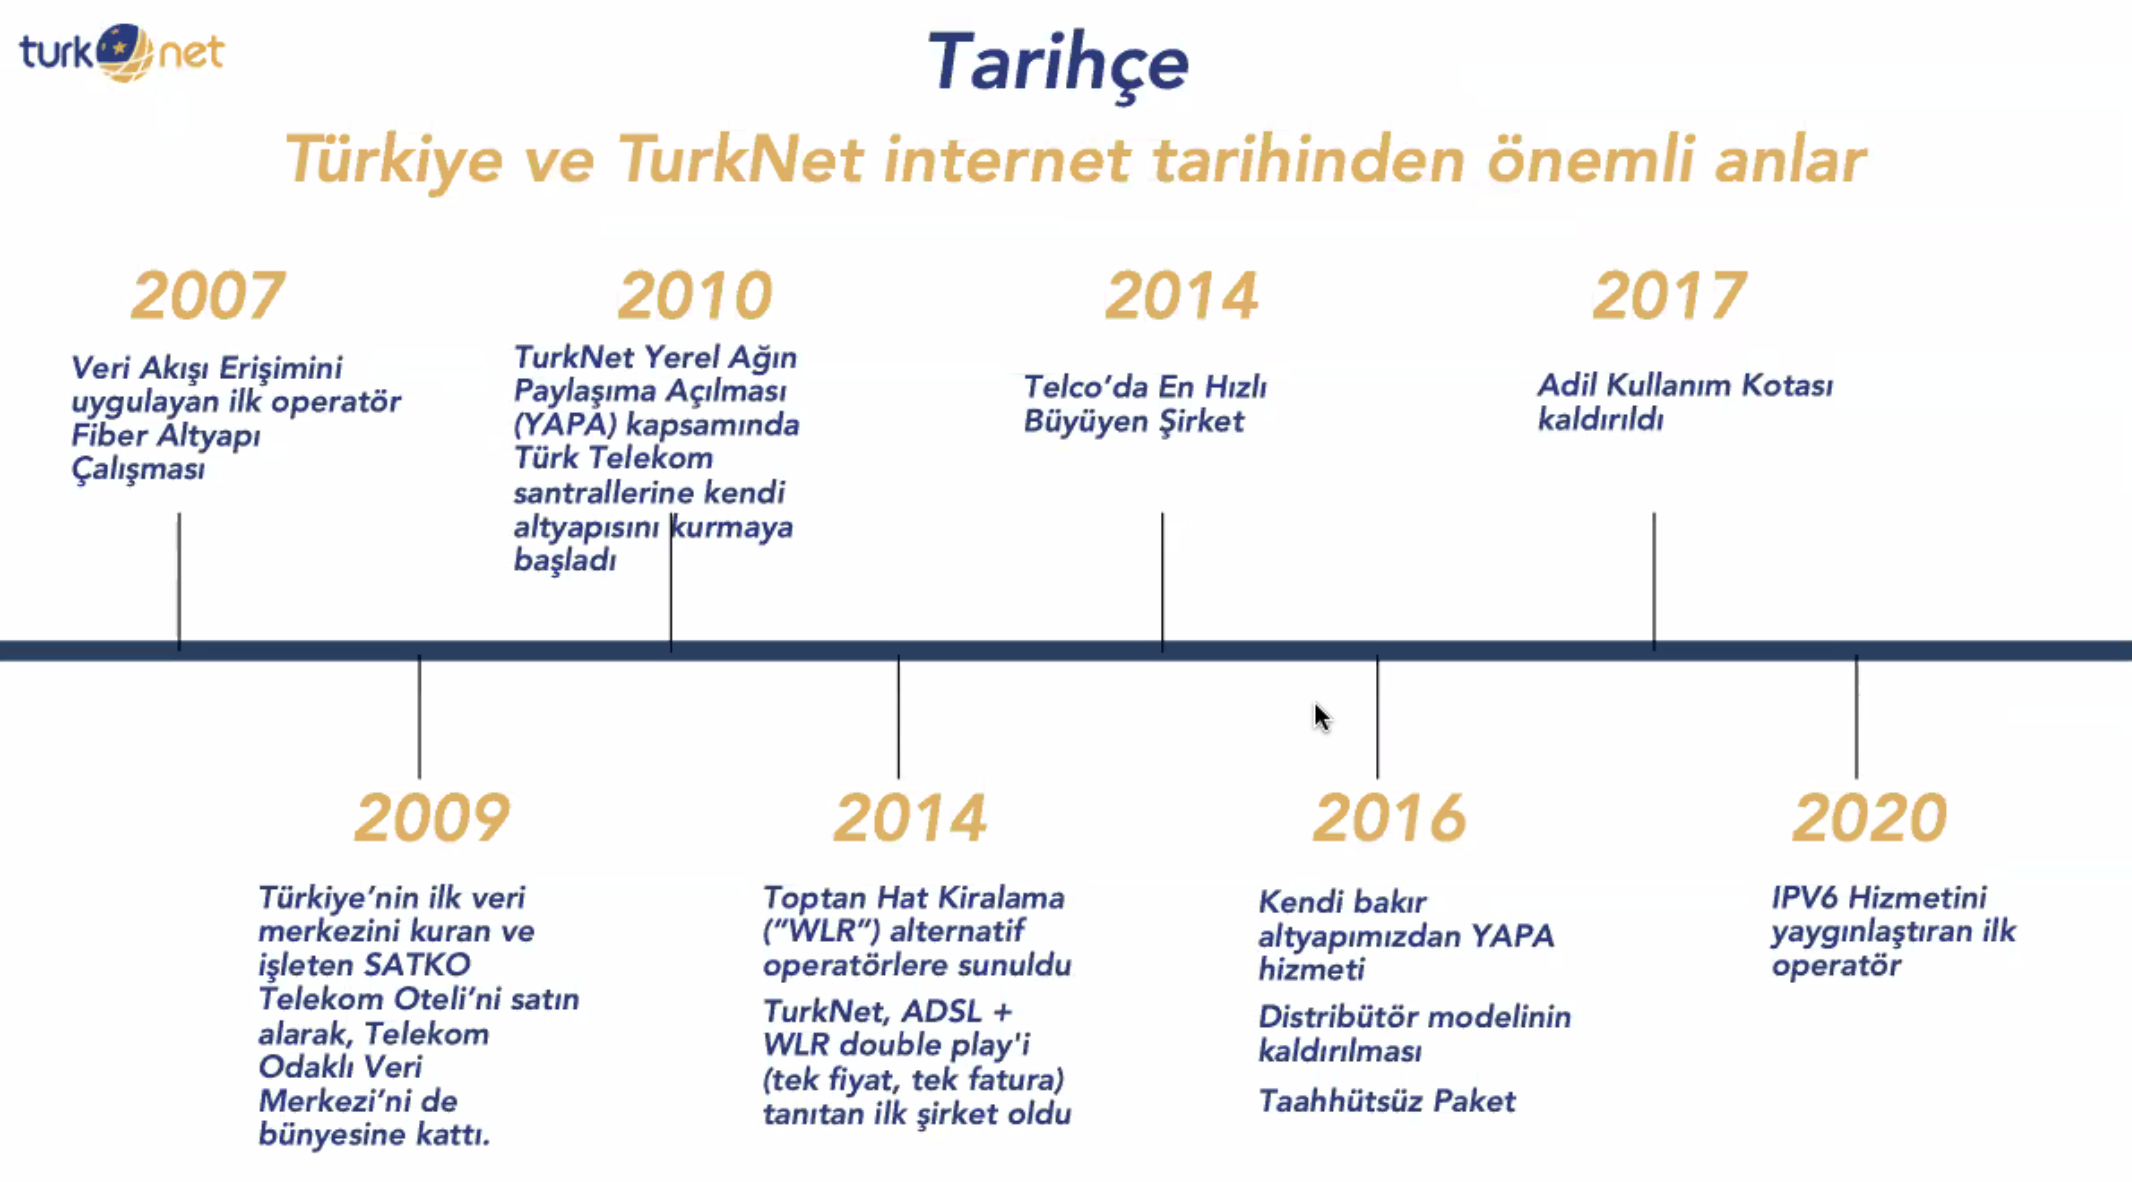 turk net
Tarihçe
Türkiye ve TurkNet internet tarihinden önemli anlar
2007
Veri Akışı Erişimini
uygulayan ilk operatör
Fiber Altyapı
Çalışması
2010
TurkNet Yerel Ağın
Paylaşıma Açılması
(YAPA) kapsamında
Türk Telekom
santrallerine kendi
altyapısını kurmaya
başladı
2014
Telco’da En Hızlı
Büyüyen Şirket
2017
Adil Kullanım Kotası
kaldırıldı
2009
Türkiye’nin ilk veri
merkezini kuran ve
işleten SATKO
Telekom Oteli’ni satın
alarak, Telekom
Odaklı Veri
Merkezi’ni de
bünyesine kattı.
2014
Toptan Hat Kiralama
(“WLR”) alternatif
operatörlere sunuldu
TurkNet, ADSL +
WLR double play'i
(tek fiyat, tek fatura)
tanıtan ilk şirket oldu
2016
Kendi bakır
altyapımızdan YAPA
hizmeti
Distribütör modelinin
kaldırılması
Taahhütsüz Paket
2020
IPV6 Hizmetini
yaygınlaştıran ilk
operatör